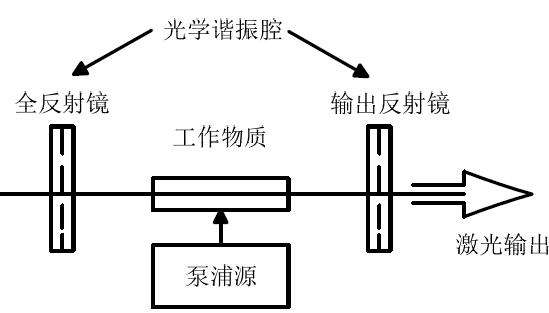 光学谐振腔
全反射镜
输出反射镜
工作物质
激光输出
泵浦源